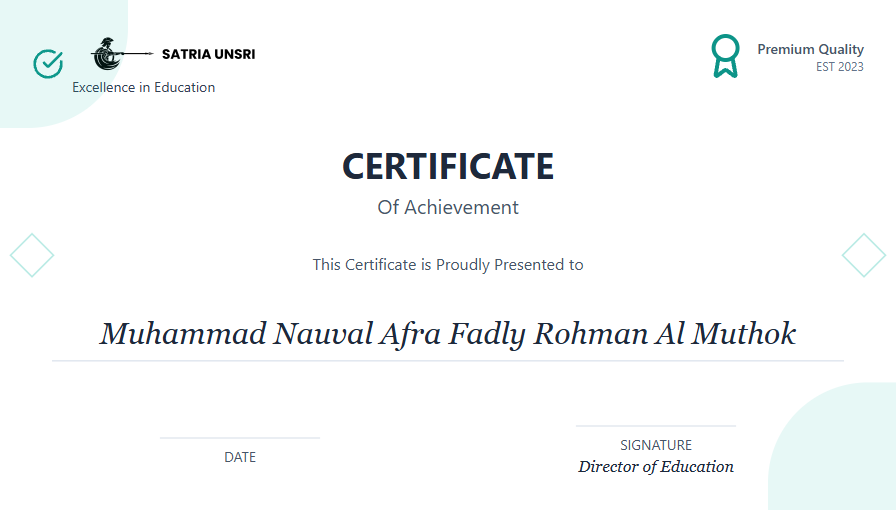 SATRIA UNSRI
Excellence in Education
Premium Quality
EST 2023
CERTIFICATE
Of Achievement
This Certificate is Proudly Presented to
Muhammad Nauval Afra Fadly Rohman Al Muthok
DATE
SIGNATURE
Director of Education